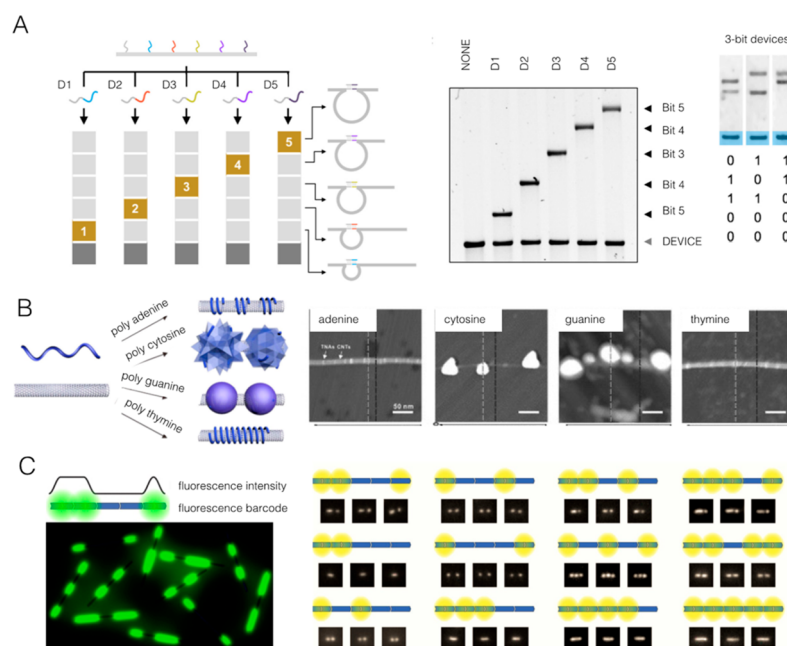 A
D1 D2 D3 D4 D5
1
2
3
4
5
NONE D1 D2 D3 D4 D5
Bit 5
Bit 4
Bit 3
Bit 4
Bit 5
DEVICE
3-bit devices
0 1 1
1 0 1
1 1 0
0 0 0
0 0 0
B
poly adenine
poly cytosine
poly guanine
poly thymine
adenine
TNAs CNTs
50 nm
cytosine
guanine
thymine
C
fluorescence intensity
fluorescence barcode